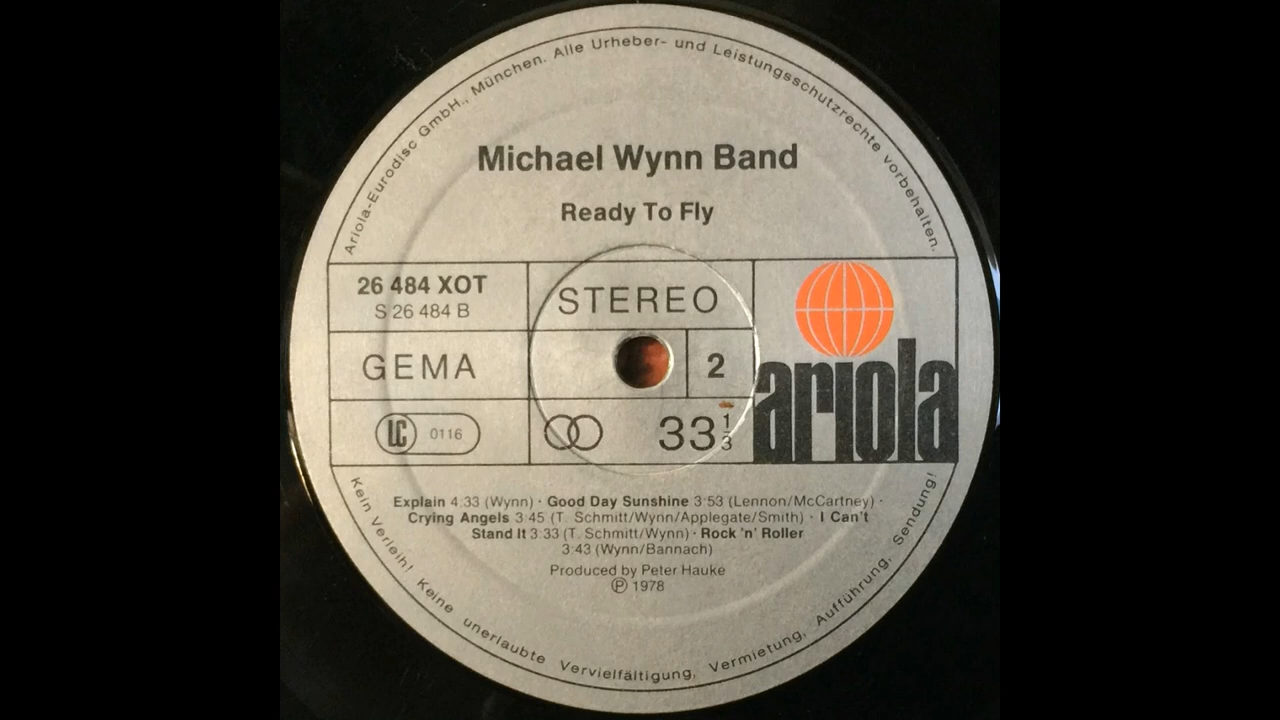 Ariola-Eurodisc GmbH., München. Alle Urheber- und Leistungsschutzrechte vorbehalten.
Michael Wynn Band
Ready To Fly
26 484 XOT
S 26 484 B
STEREO
GEMA
2
LC 0116
33 1/3
ariola
Explain 4:33 (Wynn) · Good Day Sunshine 3:53 (Lennon/McCartney) ·
Crying Angels 3:45 (T. Schmitt/Wynn/Applegate/Smith) · I Can't
Stand It 3:33 (T. Schmitt/Wynn) · Rock 'n' Roller
3:43 (Wynn/Bannach)
Produced by Peter Hauke
℗ 1978
Kein Verleih! Keine unerlaubte Vervielfältigung, Vermietung, Aufführung, Sendung!